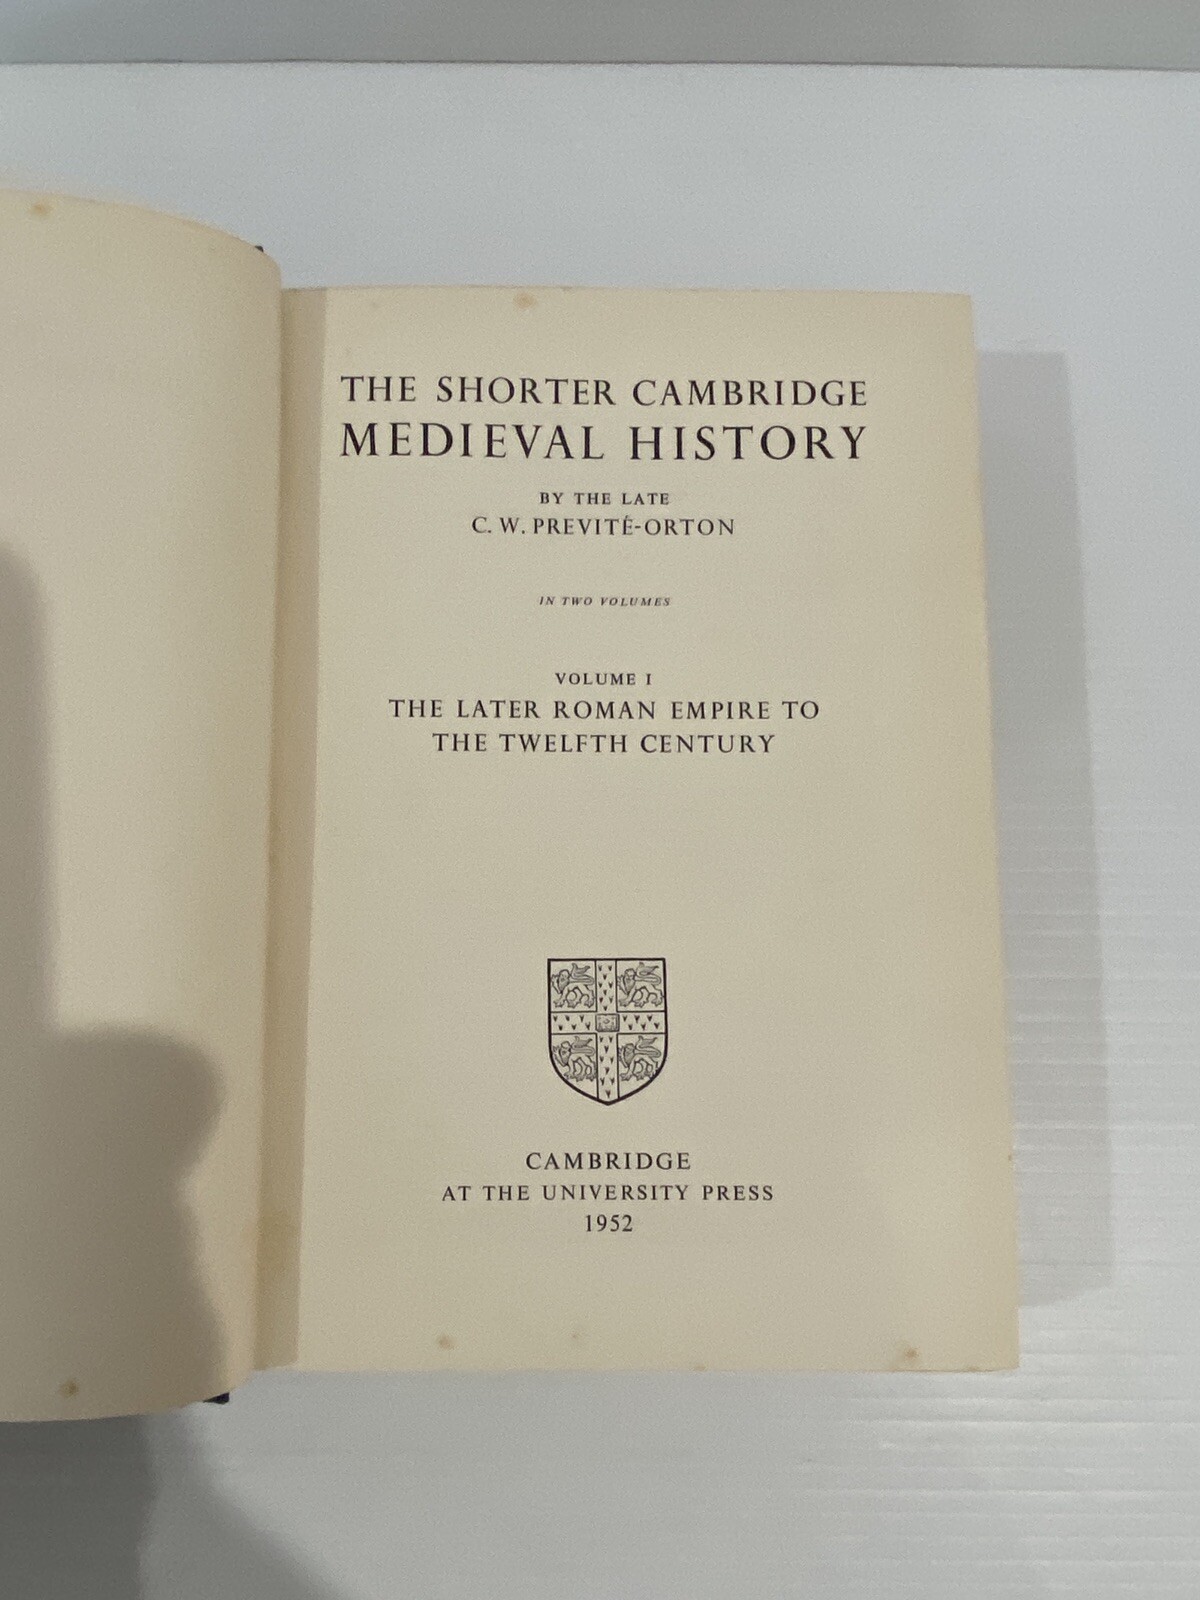 THE SHORTER CAMBRIDGE
MEDIEVAL HISTORY
BY THE LATE
C. W. PREVITÉ-ORTON
IN TWO VOLUMES
VOLUME I
THE LATER ROMAN EMPIRE TO
THE TWELFTH CENTURY
CAMBRIDGE
AT THE UNIVERSITY PRESS
1952